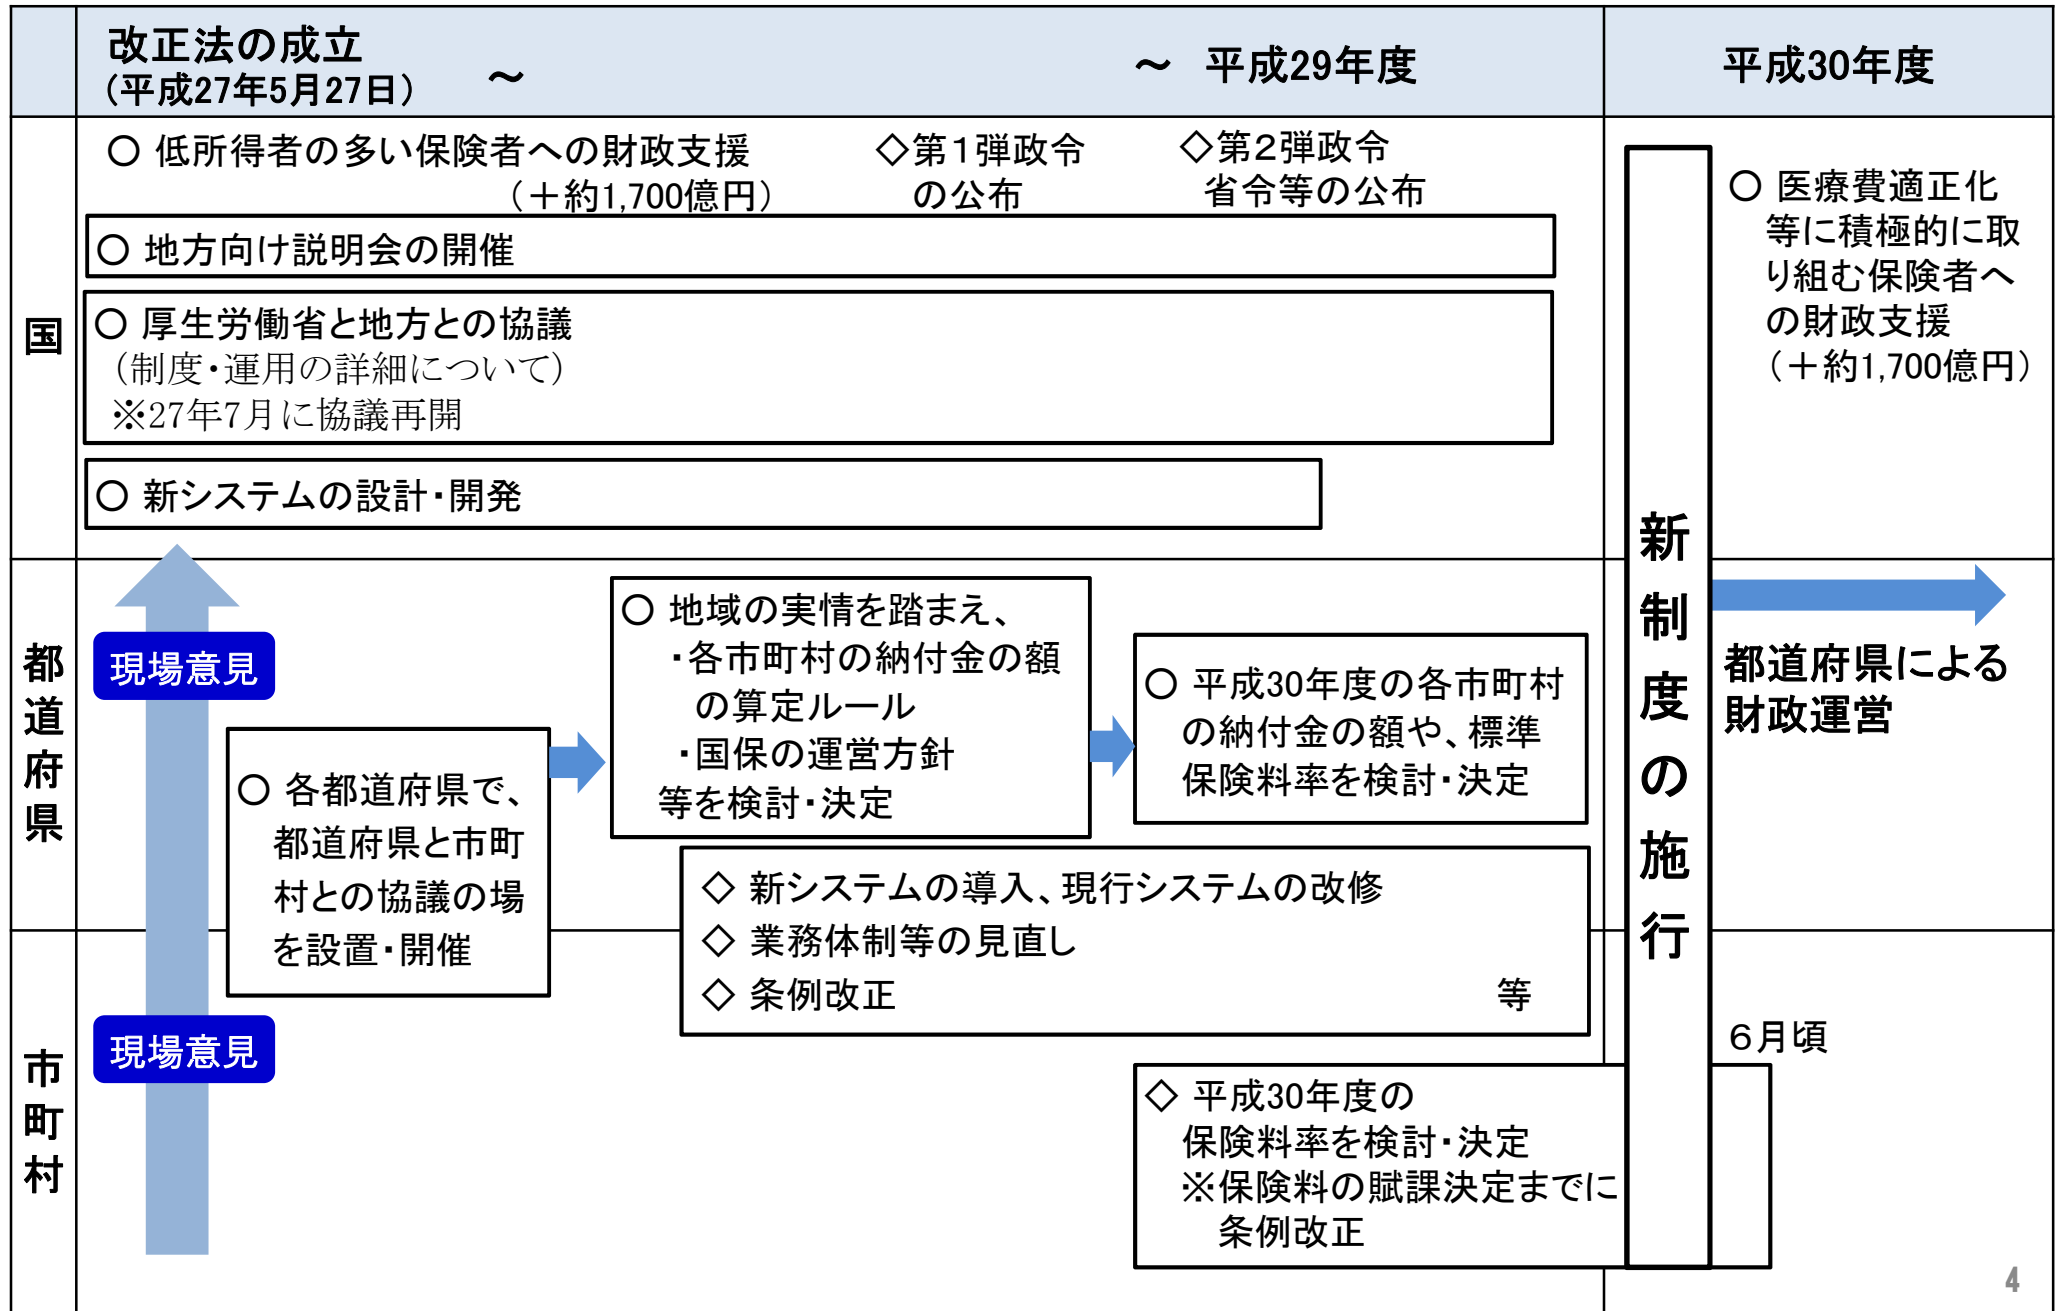 改正法の成立
(平成27年5月27日) ～
～ 平成29年度
平成30年度
国
○ 低所得者の多い保険者への財政支援
(＋約1,700億円)
◇第１弾政令
の公布
◇第２弾政令
省令等の公布
○ 地方向け説明会の開催
○ 厚生労働省と地方との協議
(制度・運用の詳細について)
※27年7月に協議再開
○ 新システムの設計・開発
○ 医療費適正化
等に積極的に取
り組む保険者へ
の財政支援
(＋約1,700億円)
新制度の施行
都道府県
現場意見
○ 各都道府県で、
都道府県と市町
村との協議の場
を設置・開催
○ 地域の実情を踏まえ、
・各市町村の納付金の額
の算定ルール
・国保の運営方針
等を検討・決定
○ 平成30年度の各市町村
の納付金の額や、標準
保険料率を検討・決定
都道府県による
財政運営
◇ 新システムの導入、現行システムの改修
◇ 業務体制等の見直し
◇ 条例改正 等
市町村
現場意見
６月頃
◇ 平成30年度の
保険料率を検討・決定
※保険料の賦課決定までに
条例改正
4